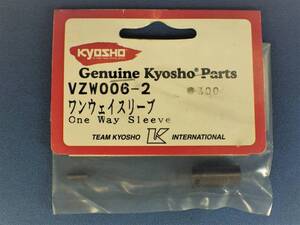 KYOSHO
Genuine Kyosho Parts
VZW006-2
300
ワンウェイスリーブ
One Way Sleeve
TEAM KYOSHO K INTERNATIONAL